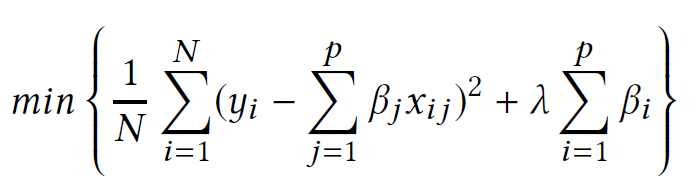 min { 1/N ∑_{i=1}^{N} (y_i − ∑_{j=1}^{p} β_j x_{ij})² + λ ∑_{i=1}^{p} β_i }